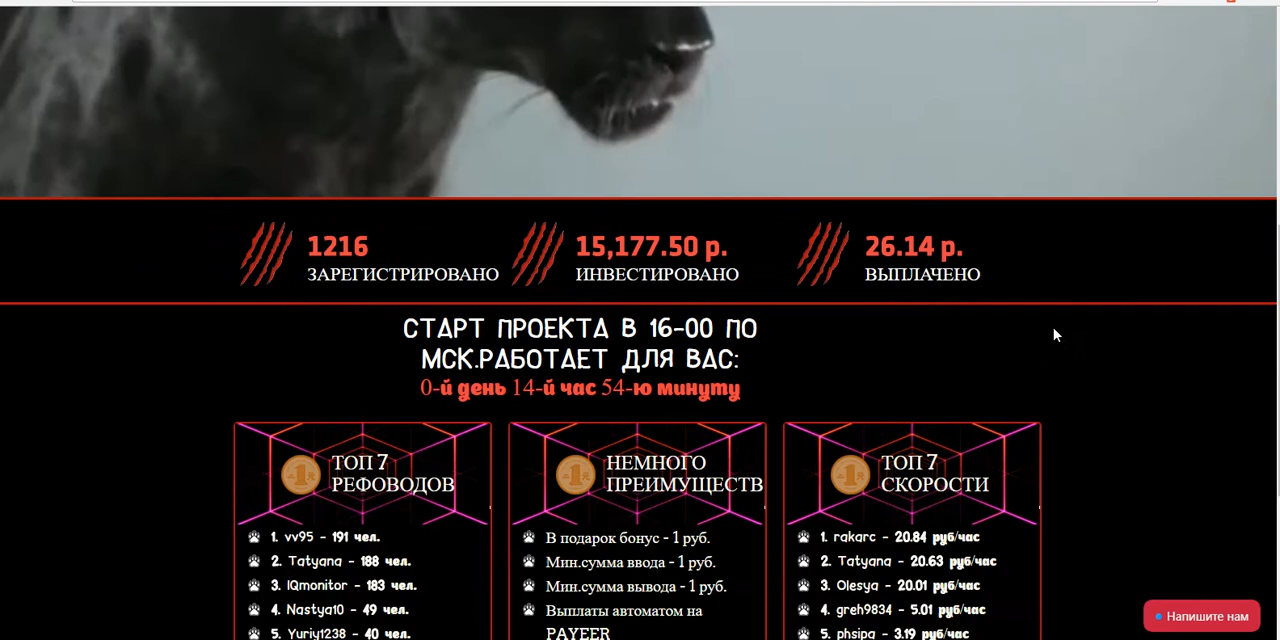 1216
ЗАРЕГИСТРИРОВАНО
15,177.50 р.
ИНВЕСТИРОВАНО
26.14 р.
ВЫПЛАЧЕНО
СТАРТ ПРОЕКТА В 16-00 ПО
МСК.РАБОТАЕТ ДЛЯ ВАС:
0-й день 14-й час 54-ю минуту
ТОП 7
РЕФОВОДОВ
1. vv95 - 191 чел.
2. Tatyana - 188 чел.
3. IQmonitor - 183 чел.
4. Nastya10 - 49 чел.
5. Yuriy1238 - 40 чел.
НЕМНОГО
ПРЕИМУЩЕСТВ
В подарок бонус - 1 руб.
Мин.сумма ввода - 1 руб.
Мин.сумма вывода - 1 руб.
Выплаты автоматом на
PAYEER
ТОП 7
СКОРОСТИ
1. rakarc - 20.84 руб/час
2. Tatyana - 20.63 руб/час
3. Olesya - 20.01 руб/час
4. greh9834 - 5.01 руб/час
5. phsipa - 3.19 руб/час
Напишите нам